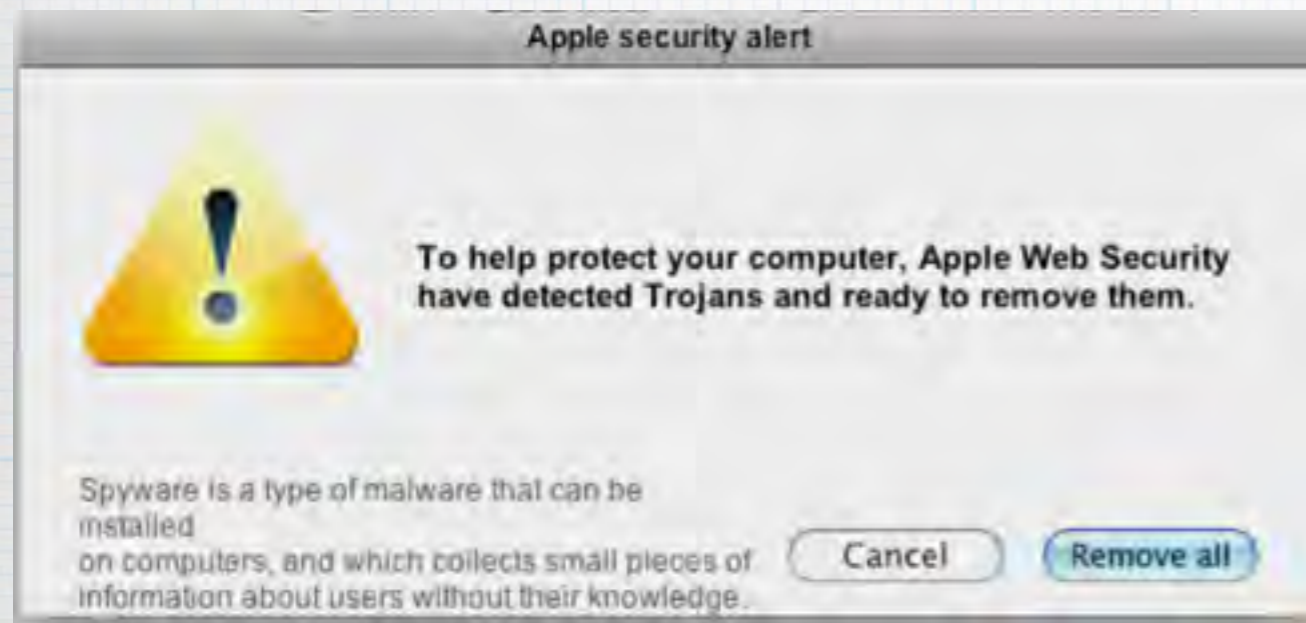 Apple security alert
To help protect your computer, Apple Web Security
have detected Trojans and ready to remove them.
Spyware is a type of malware that can be
installed
on computers, and which collects small pieces of
information about users without their knowledge.
Cancel
Remove all